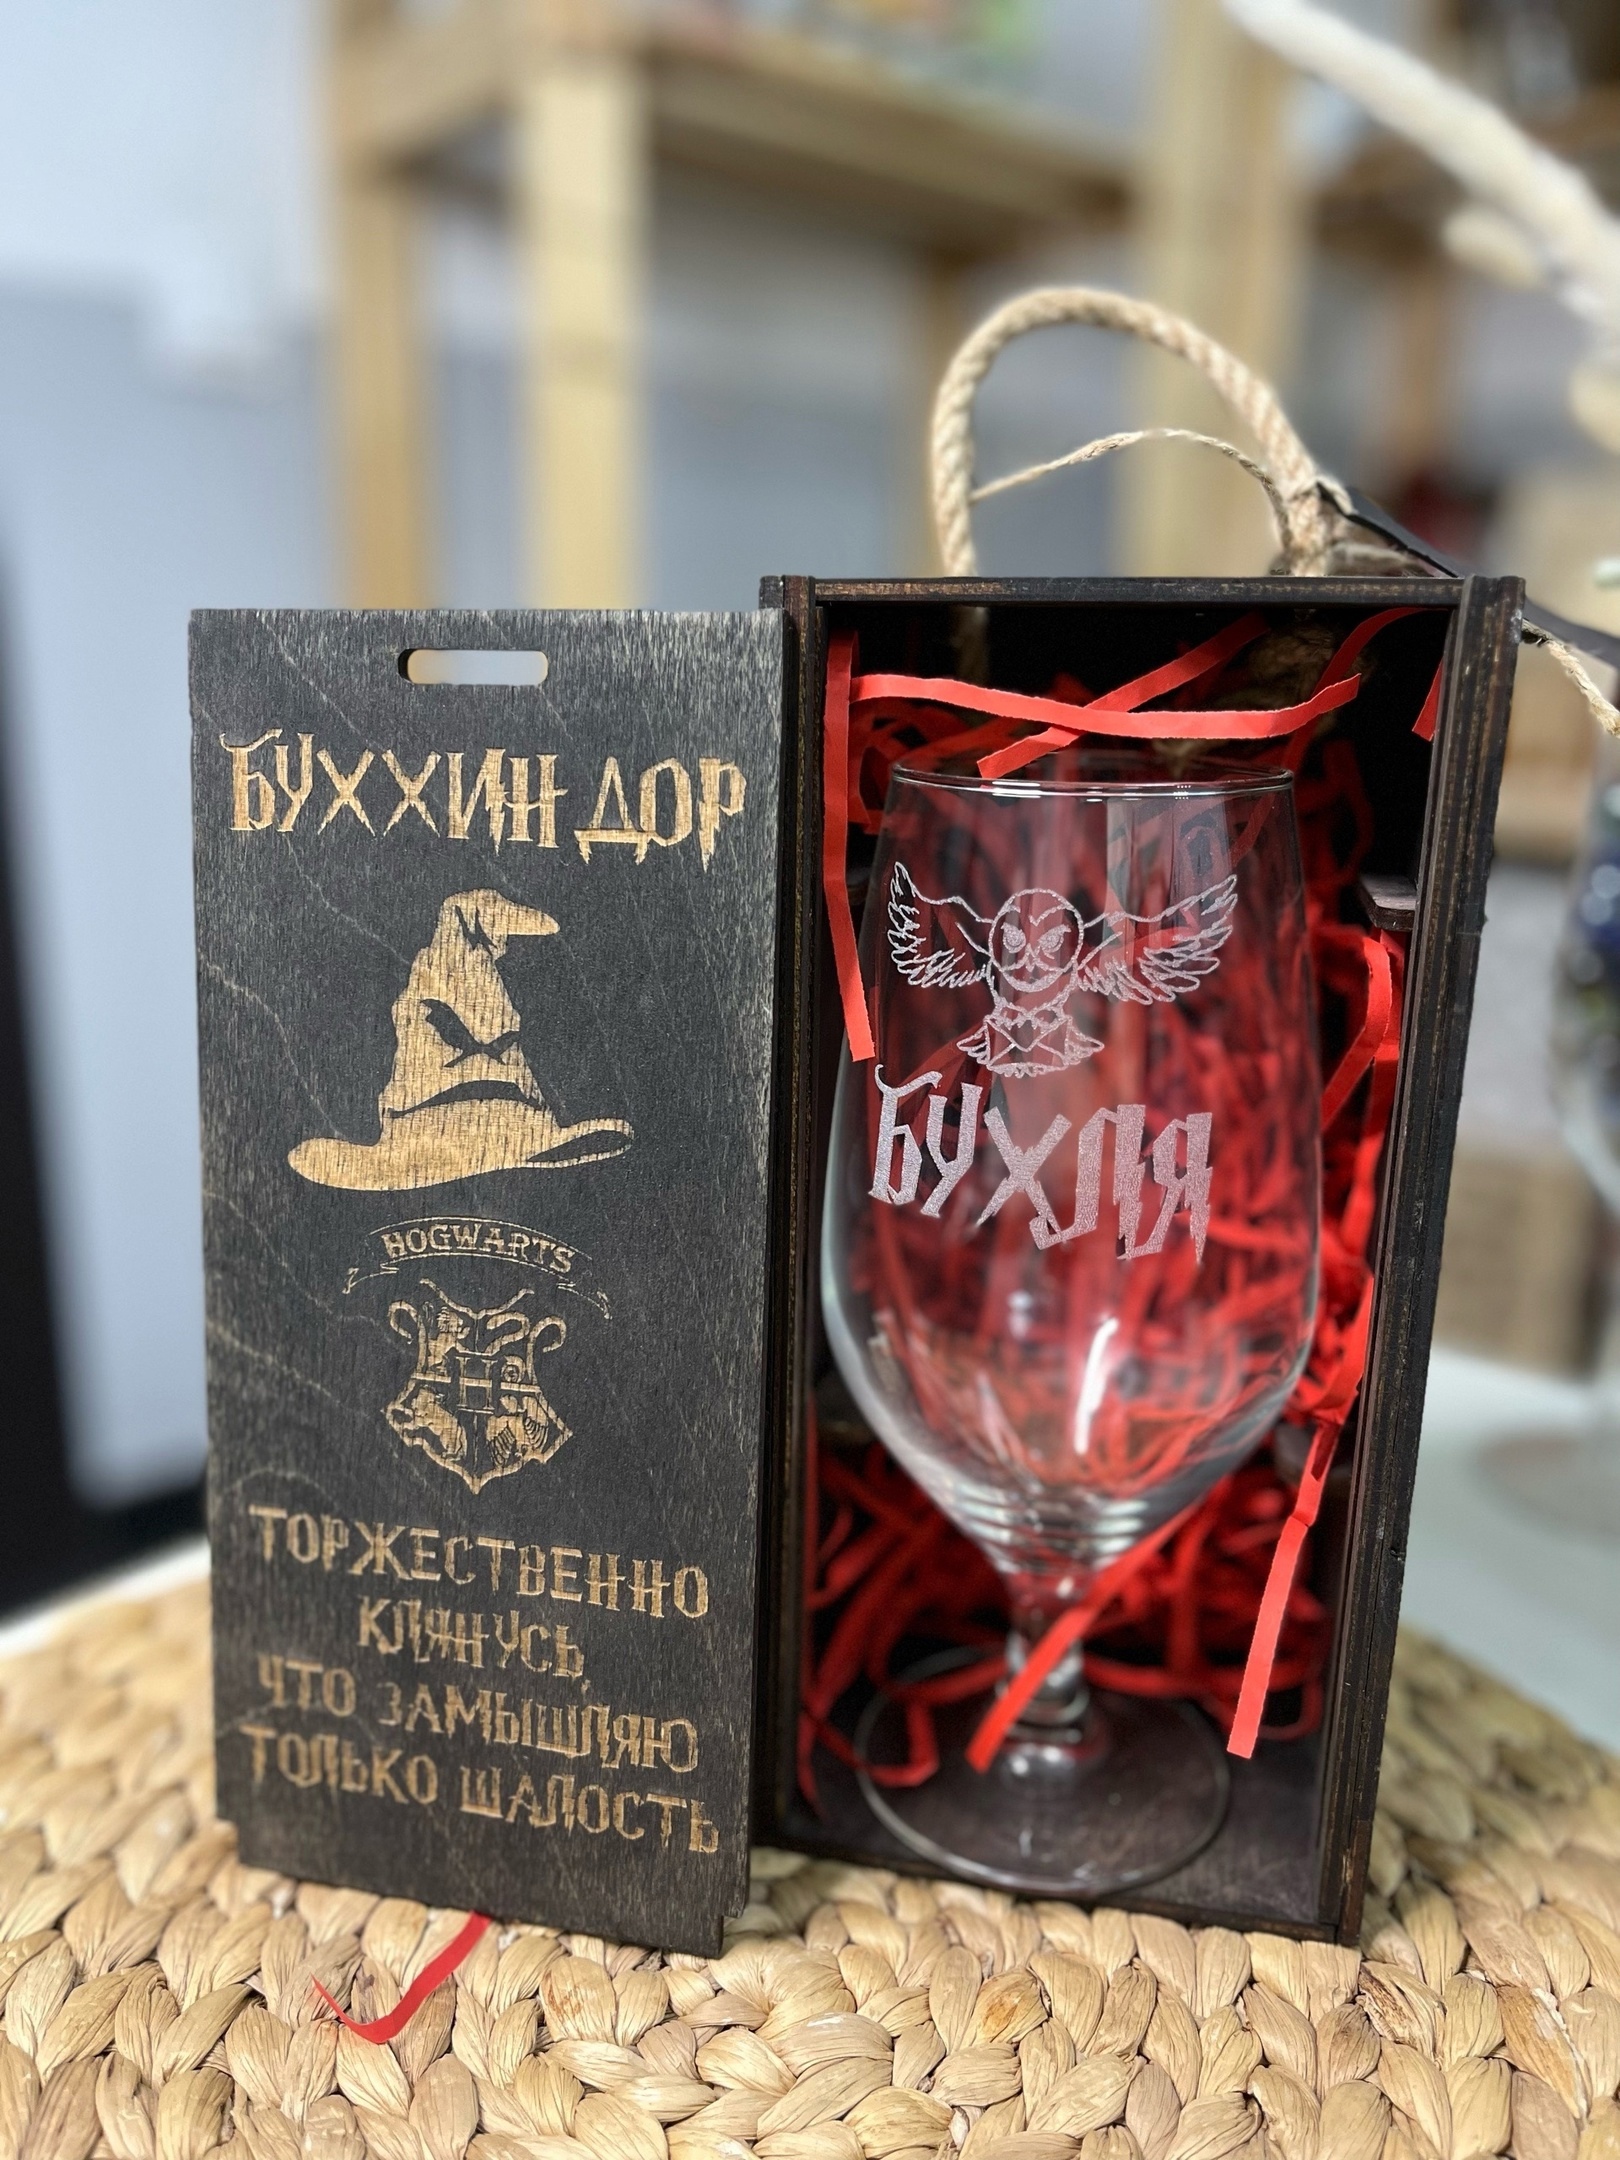 БУХХИНДОР
HOGWARTS
H
ТОРЖЕСТВЕННО
КЛЯНУСЬ,
ЧТО ЗАМЫШЛЯЮ
ТОЛЬКО ШАЛОСТЬ
БУХЛЯ